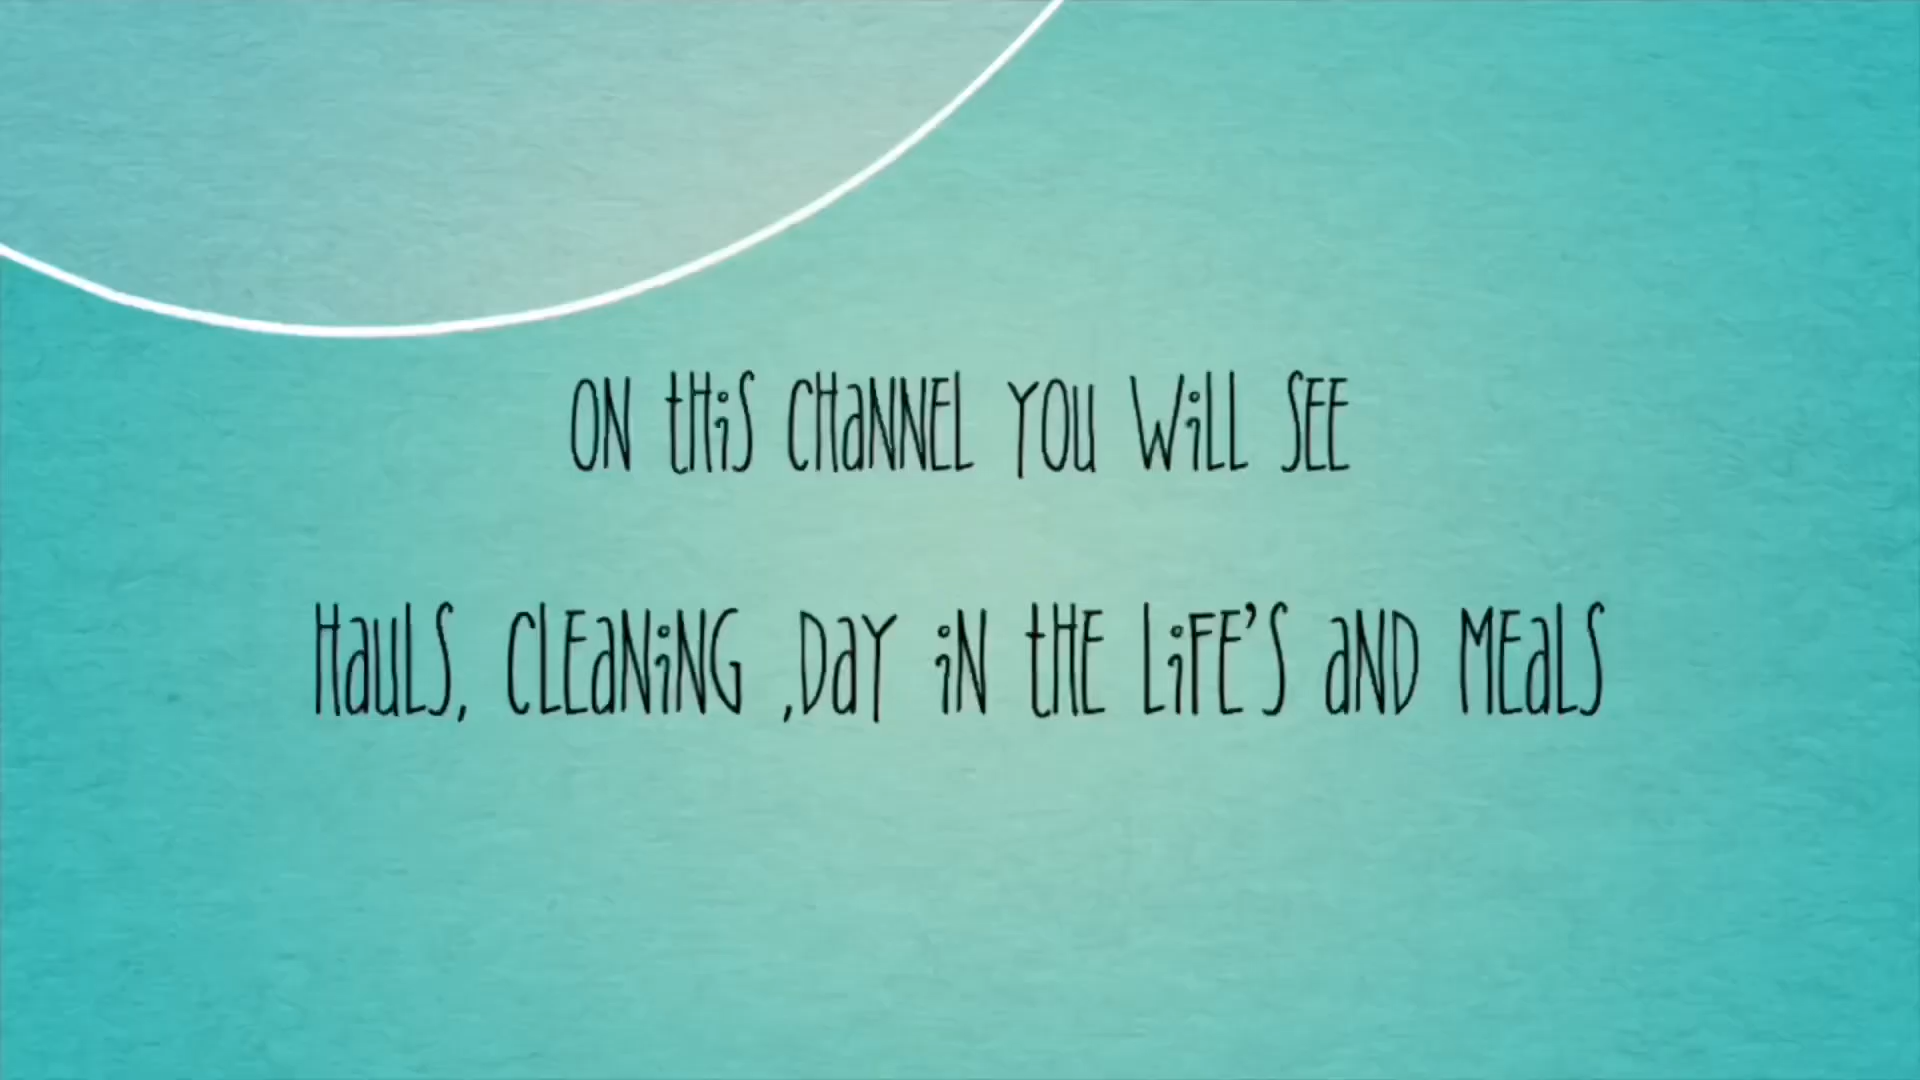 ON tHiS CHaNNEL YOU WiLL SEE
HauLS, CLEaNiNG ,DaY iN tHE LiFE'S aND MEaLS